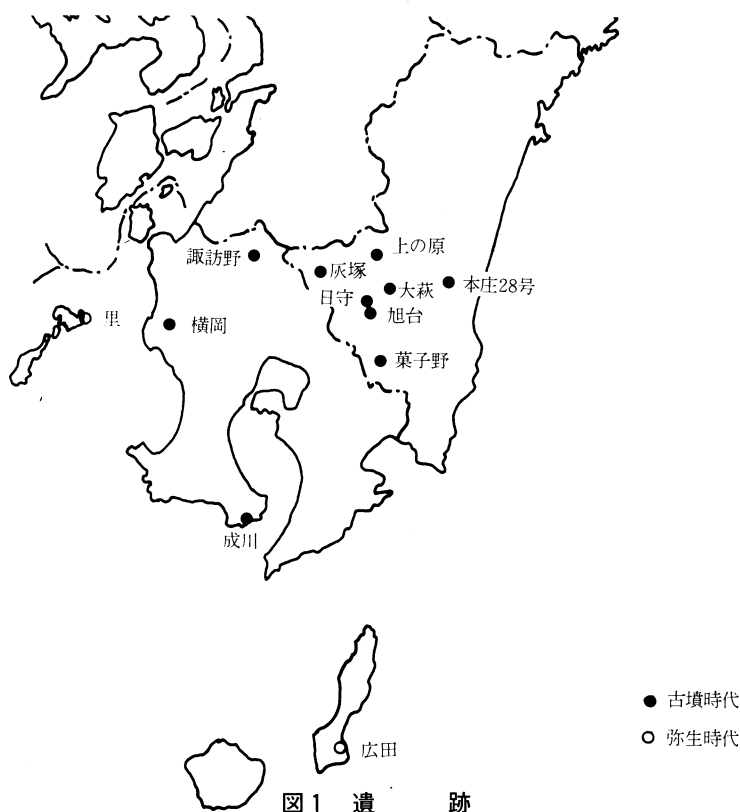 上の原
諏訪野
灰塚
本庄28号
大萩
日守
旭台
里
横岡
菓子野
成川
古墳時代
弥生時代
広田
図1 遺跡